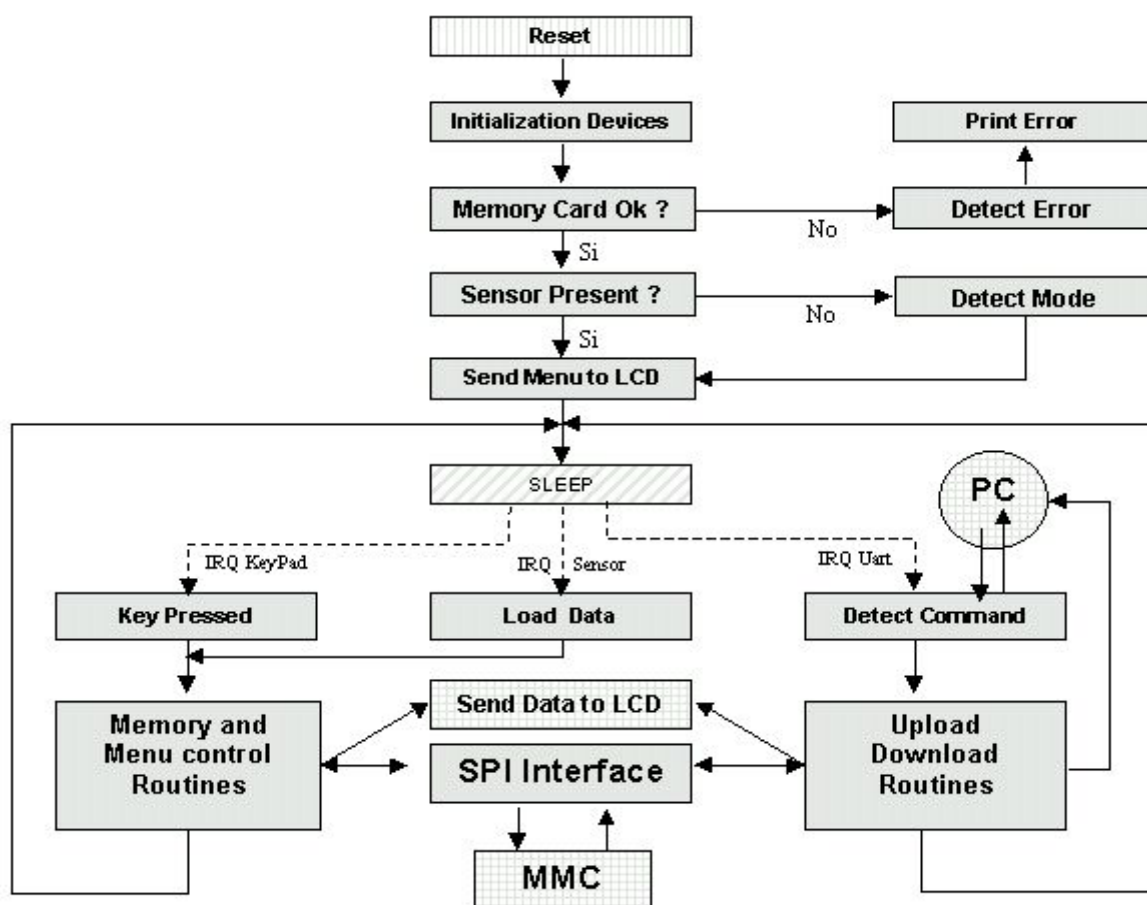 Reset
Initialization Devices
Print Error
Memory Card Ok ?
No
Detect Error
Si
Sensor Present ?
No
Detect Mode
Si
Send Menu to LCD
SLEEP
PC
IRQ KeyPad
IRQ Sensor
IRQ Uart
Key Pressed
Load Data
Detect Command
Send Data to LCD
Memory and
Menu control
Routines
SPI Interface
Upload
Download
Routines
MMC